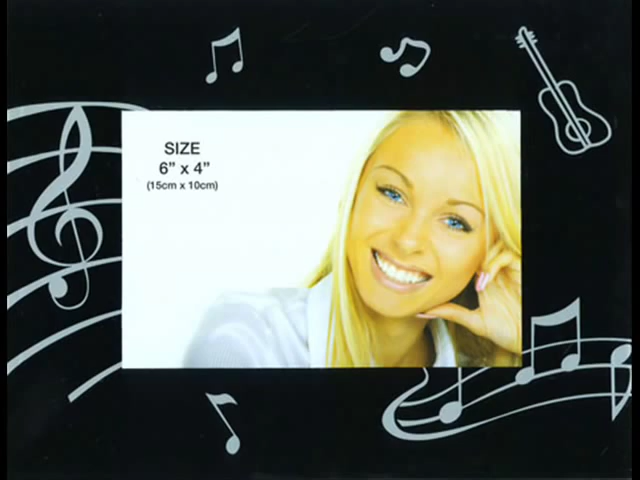 SIZE
6” x 4”
(15cm x 10cm)